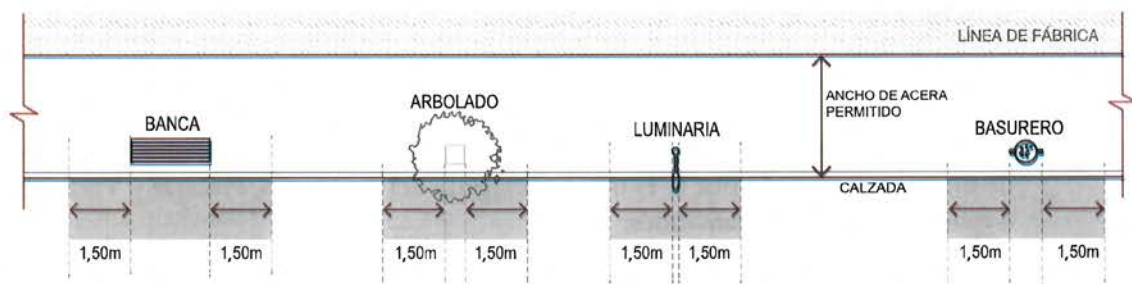 LÍNEA DE FÁBRICA
ANCHO DE ACERA
PERMITIDO
ARBOLADO
BANCA
LUMINARIA
BASURERO
CALZADA
1,50m 1,50m 1,50m 1,50m 1,50m 1,50m 1,50m 1,50m